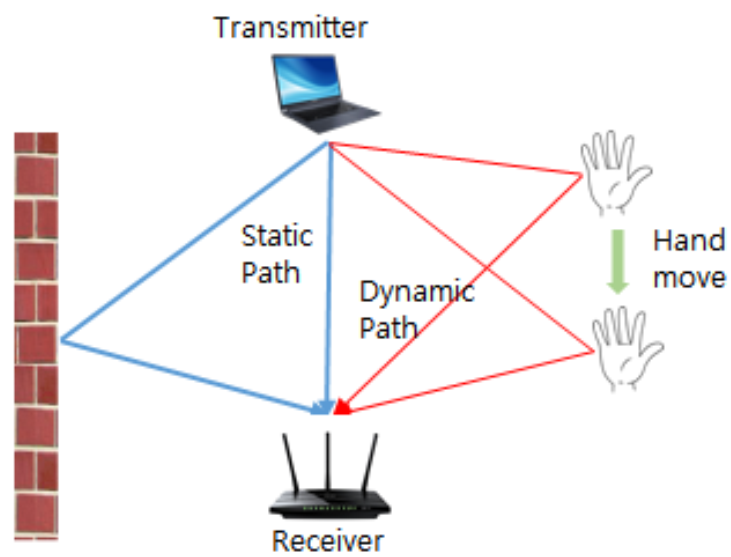 Transmitter
Static
Path
Dynamic
Path
Hand
move
Receiver